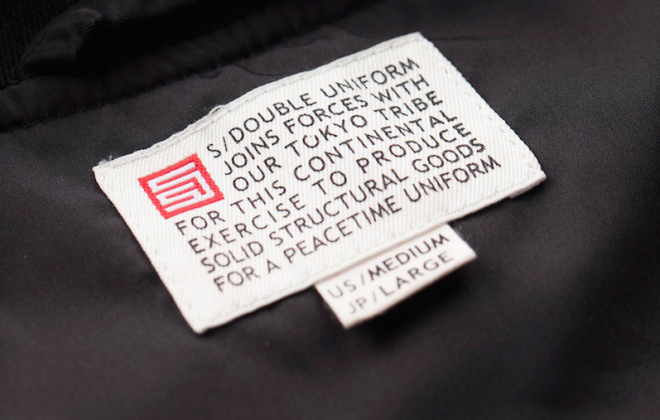 S/DOUBLE UNIFORM
JOINS FORCES WITH
OUR TOKYO TRIBE
FOR THIS CONTINENTAL
EXERCISE TO PRODUCE
SOLID STRUCTURAL GOODS
FOR A PEACETIME UNIFORM
US/MEDIUM
JP/LARGE